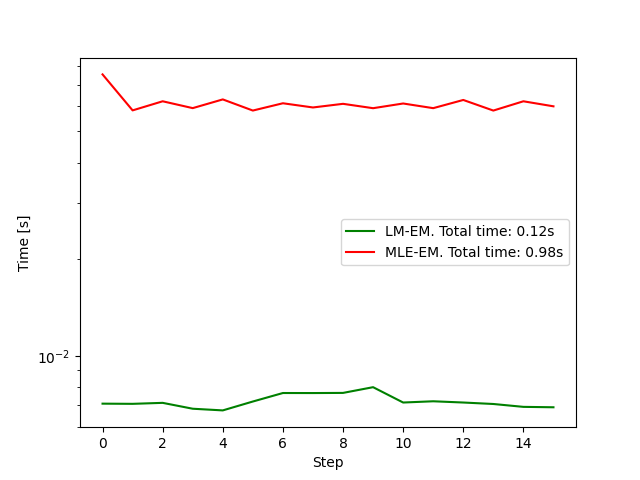 Time [s]
10⁻²
LM-EM. Total time: 0.12s
MLE-EM. Total time: 0.98s
0 2 4 6 8 10 12 14
Step